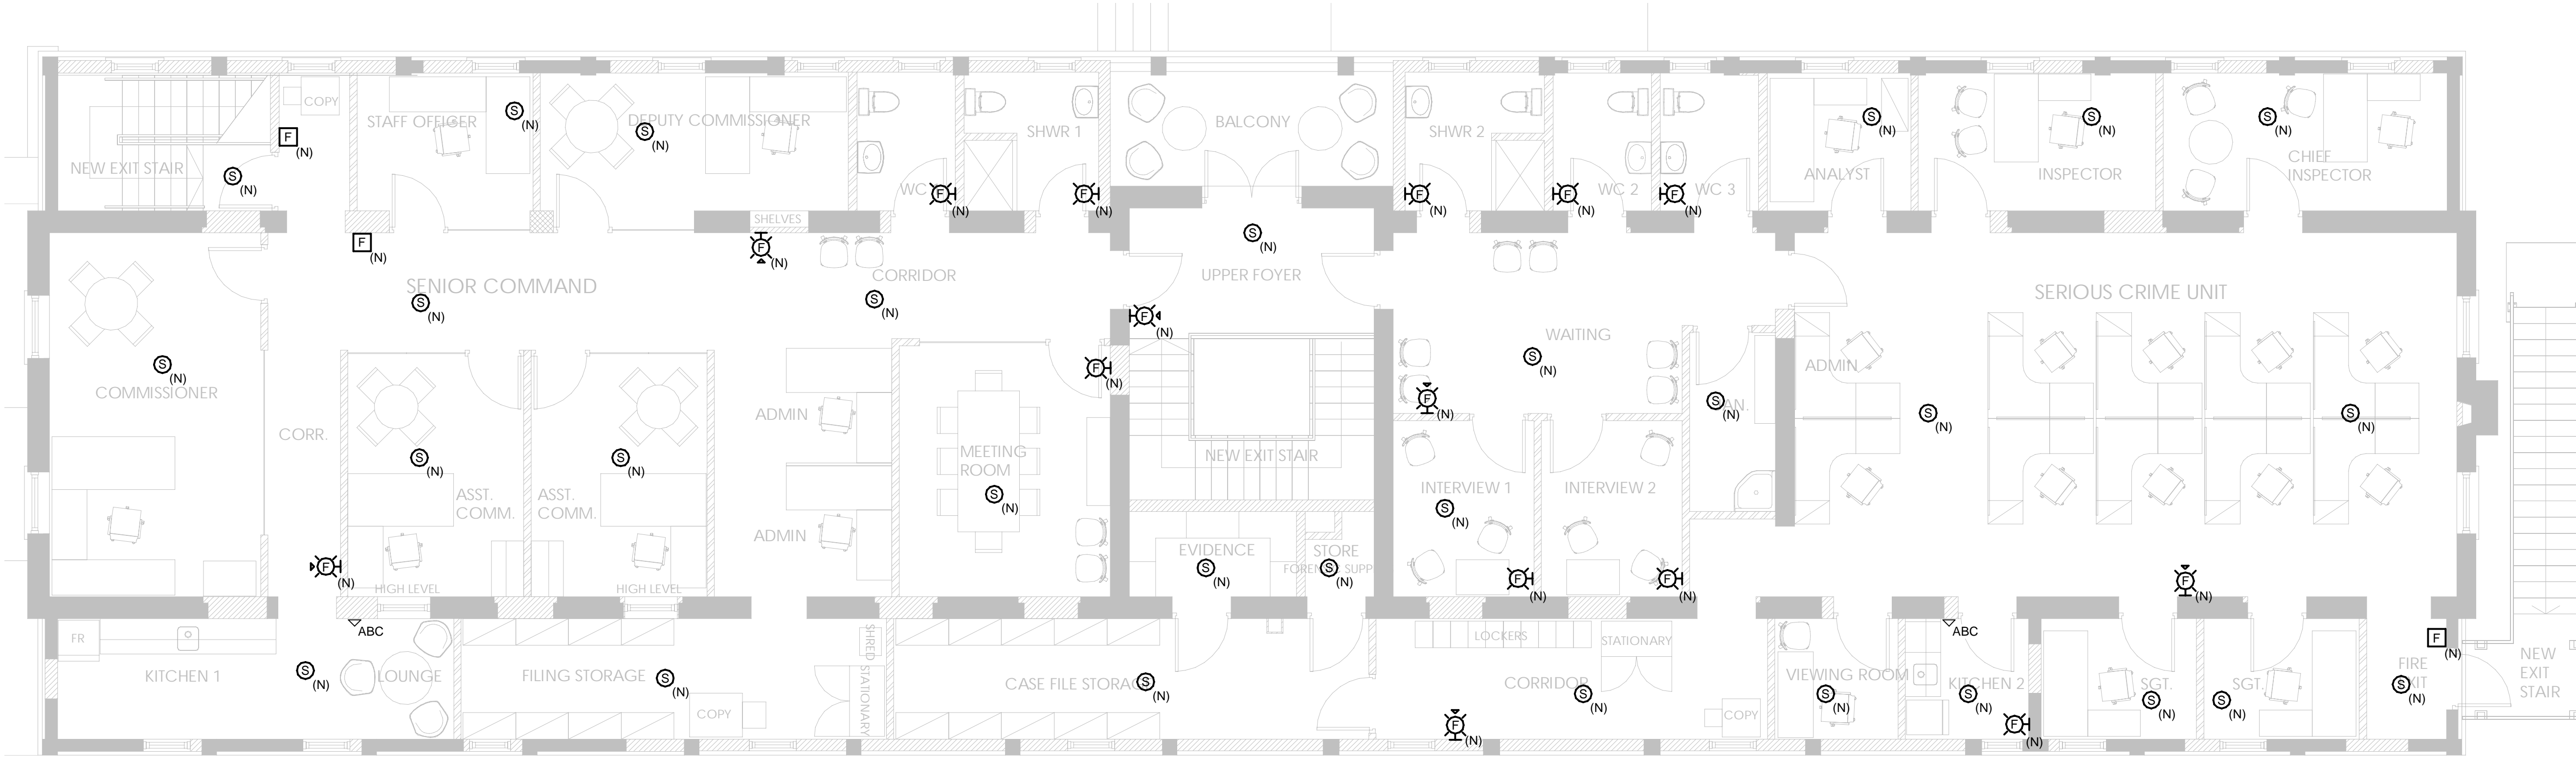 COPY
STAFF OFFICER
S
(N)
DEPUTY COMMISSIONER
S
(N)
SHWR 1
BALCONY
SHWR 2
S
(N)
S
(N)
S
(N)
F
(N)
NEW EXIT STAIR
S
(N)
WC
F
(N)
F
(N)
F
(N)
F
(N)
WC 2
F
(N)
WC 3
ANALYST
INSPECTOR
CHIEF
INSPECTOR
SHELVES
F
(N)
F
(N)
S
(N)
SENIOR COMMAND
S
(N)
CORRIDOR
S
(N)
UPPER FOYER
SERIOUS CRIME UNIT
F
(N)
WAITING
S
(N)
COMMISSIONER
S
(N)
F
(N)
ADMIN
F
(N)
S
(N)
AN.
S
(N)
S
(N)
ADMIN
CORR.
S
(N)
S
(N)
MEETING
ROOM
S
(N)
NEW EXIT STAIR
ASST.
COMM.
ASST.
COMM.
INTERVIEW 1
S
(N)
INTERVIEW 2
ADMIN
EVIDENCE
S
(N)
STORE
S
(N)
F
(N)
HIGH LEVEL
HIGH LEVEL
F
(N)
F
(N)
F
(N)
FR
ABC
SHRED
LOCKERS
STATIONARY
ABC
F
(N)
KITCHEN 1
S
(N)
LOUNGE
FILING STORAGE
S
(N)
STATIONARY
CASE FILE STORAGE
S
(N)
CORRIDOR
S
(N)
VIEWING ROOM
S
(N)
KITCHEN 2
S
(N)
SGT.
S
(N)
SGT.
S
(N)
FIRE
EXIT
S
(N)
NEW
EXIT
STAIR
COPY
F
(N)
COPY
F
(N)